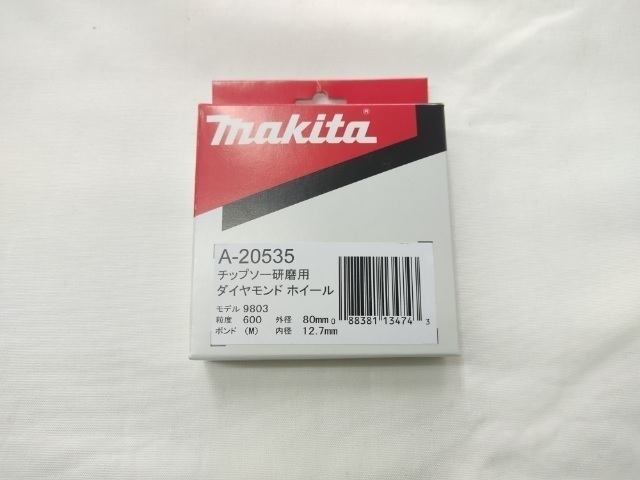 makita®
A-20535
チップソー研磨用
ダイヤモンド ホイール
モデル 9803
粒度 600 外径 80mm
ボンド (M) 内径 12.7mm
0 88381 13474 3